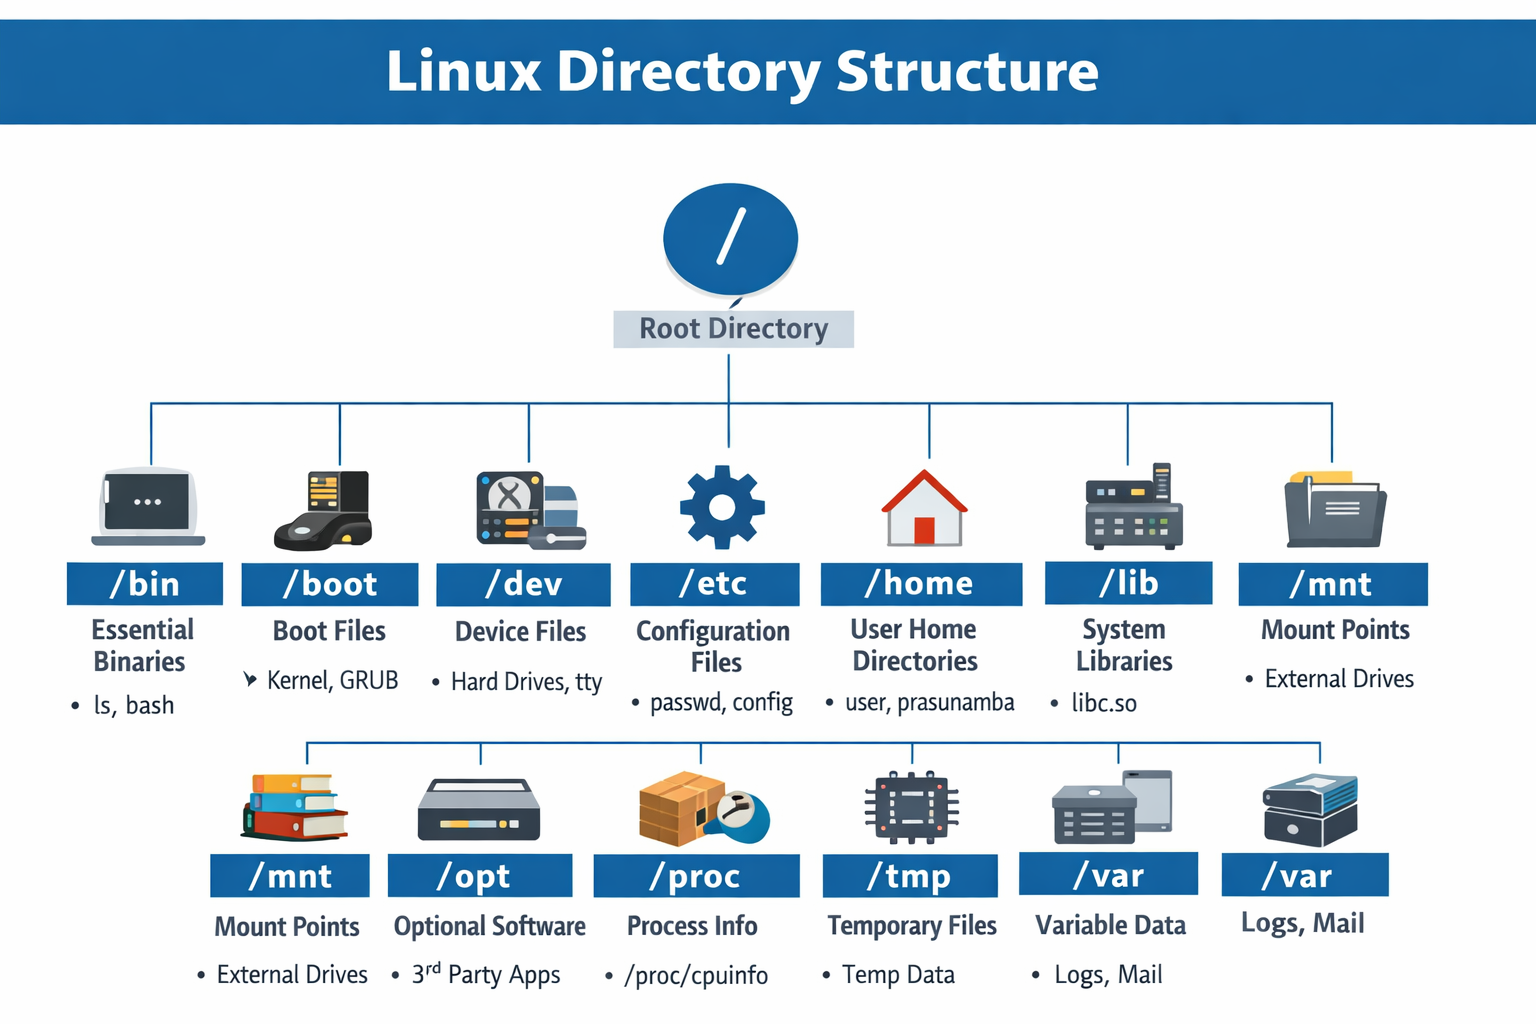 Linux Directory Structure
/
Root Directory
/bin
Essential
Binaries
• ls, bash
/boot
Boot Files
Kernel, GRUB
/dev
Device Files
• Hard Drives, tty
/etc
Configuration
Files
• passwd, config
/home
User Home
Directories
• user, prasunamba
/lib
System
Libraries
• libc.so
/mnt
Mount Points
• External Drives
/mnt
Mount Points
• External Drives
/opt
Optional Software
• 3rd Party Apps
/proc
Process Info
• /proc/cpuinfo
/tmp
Temporary Files
• Temp Data
/var
Variable Data
• Logs, Mail
/var
Logs, Mail